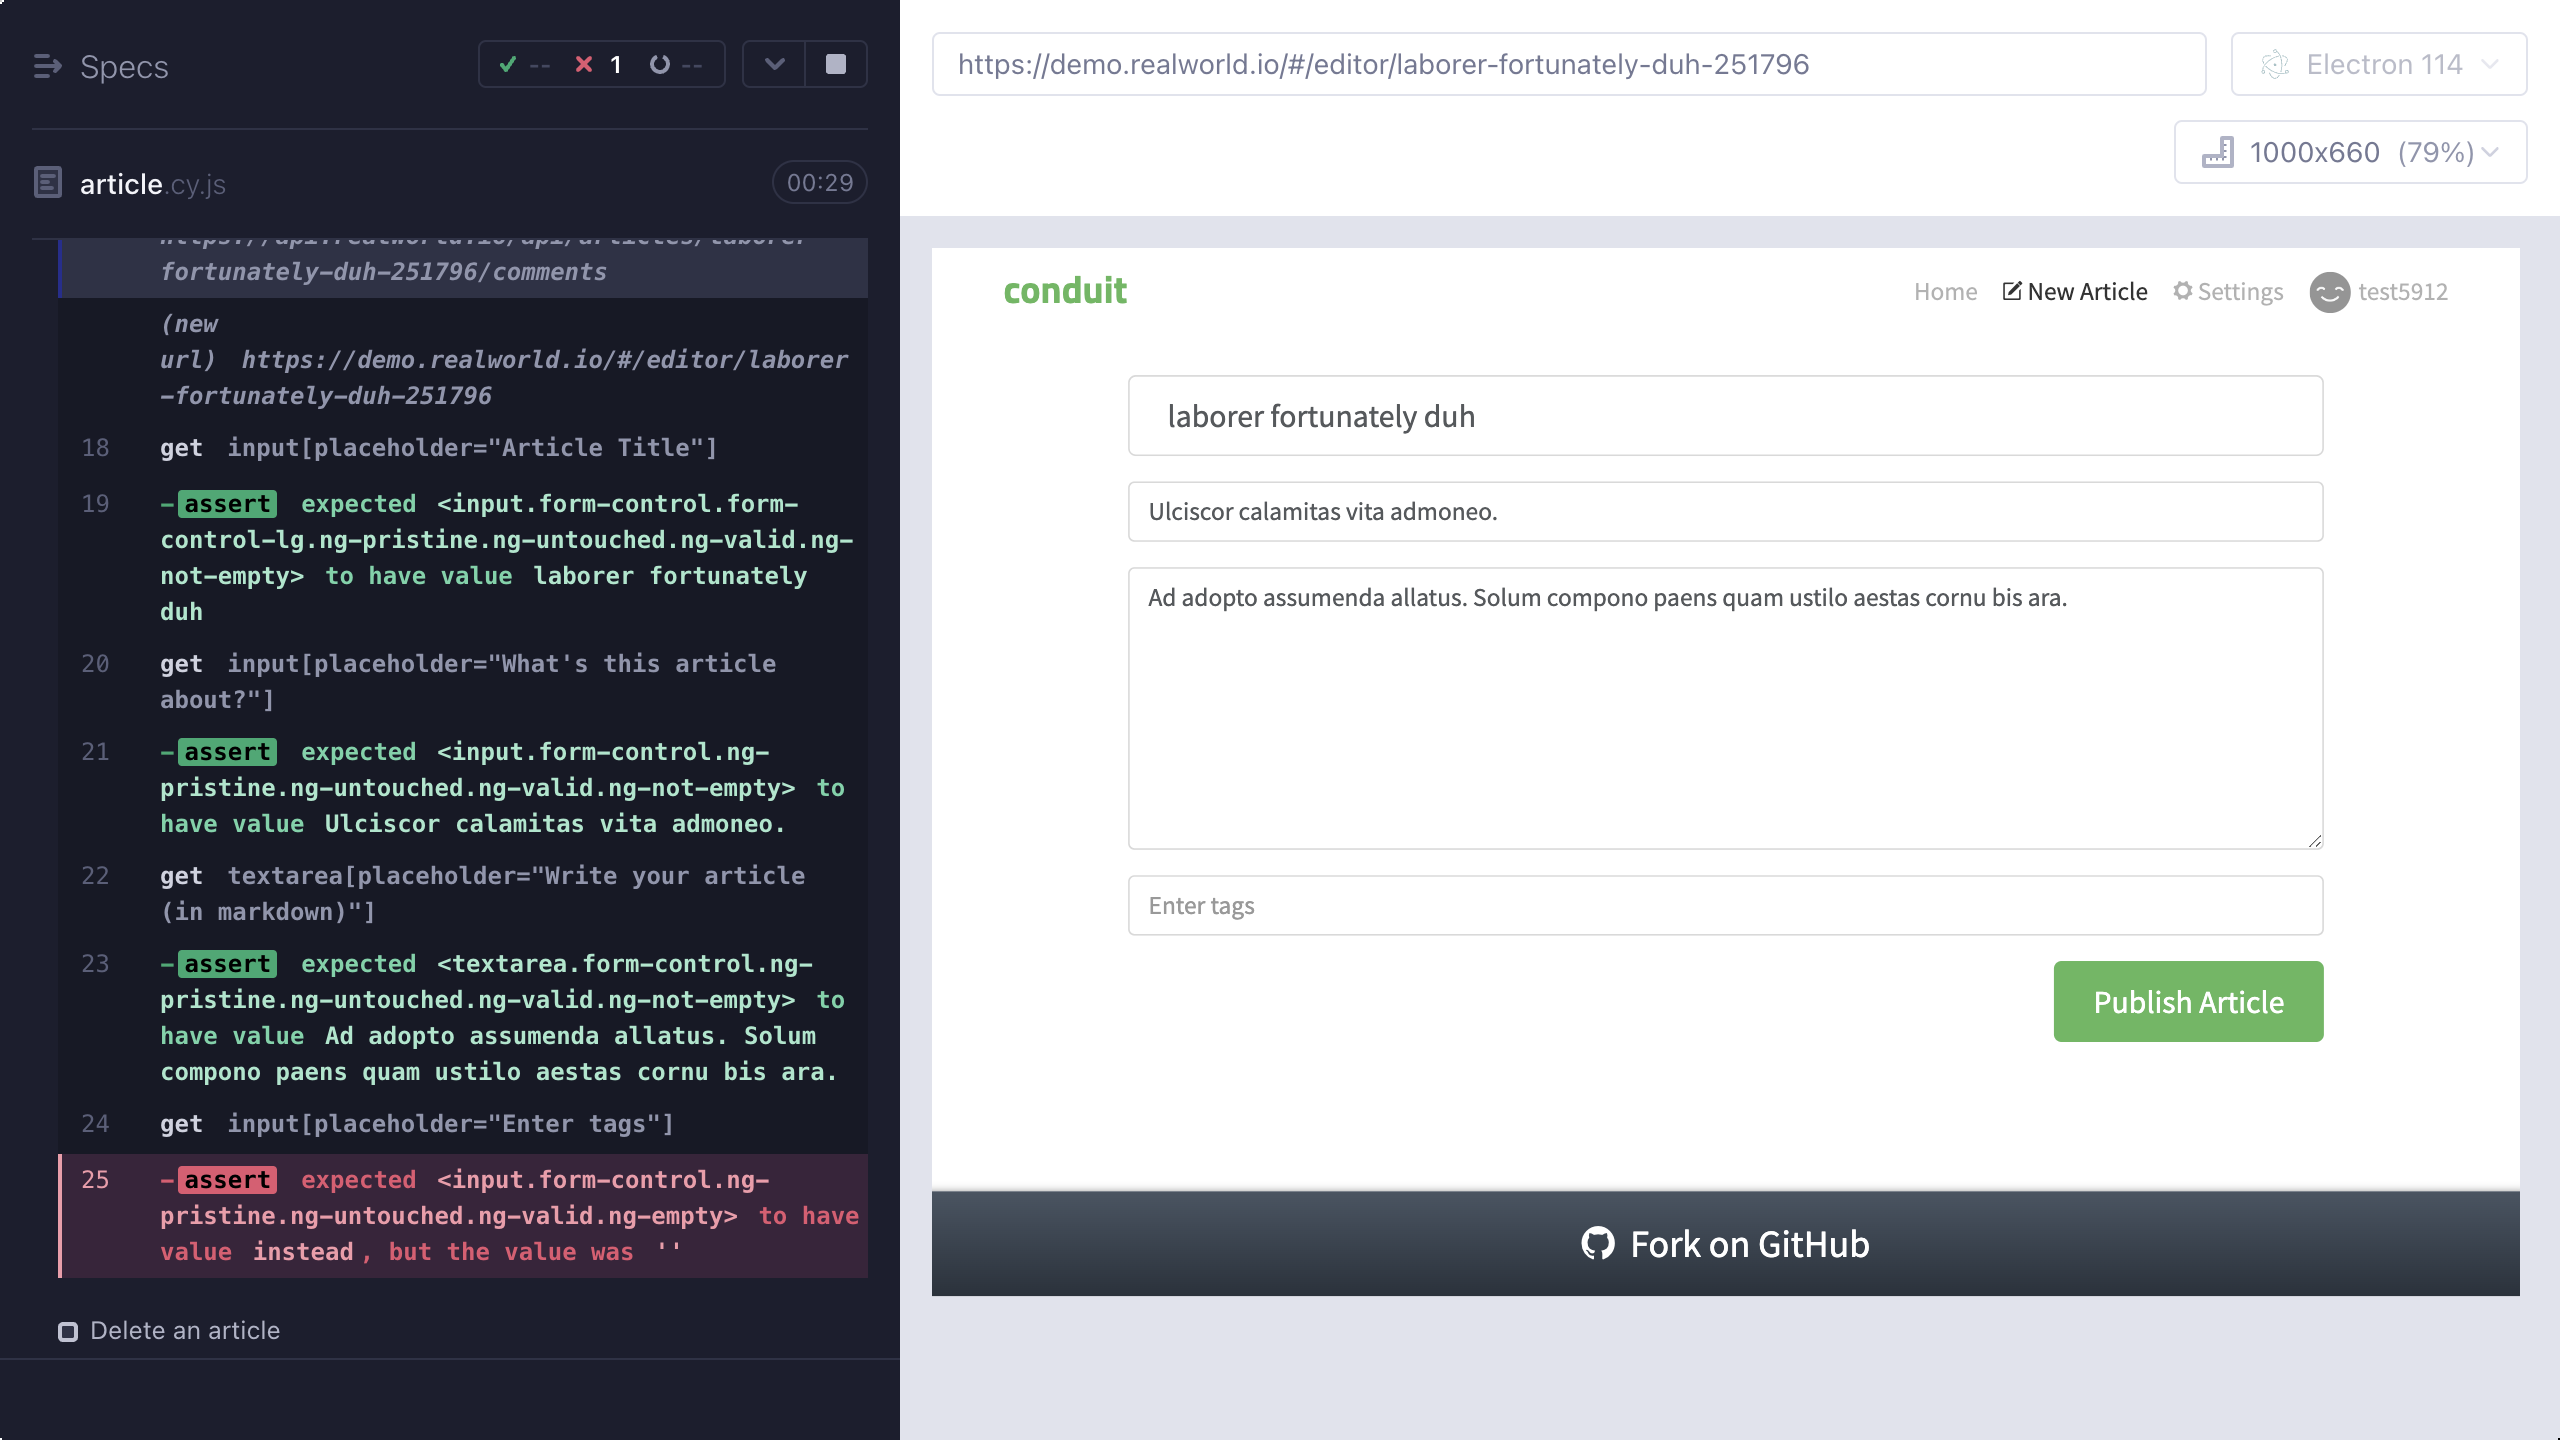 Specs
-- 1 --
article.cy.js
00:29
https://api.realworld.io/api/articles/laborer-
fortunately-duh-251796/comments
(new
url) https://demo.realworld.io/#/editor/laborer
-fortunately-duh-251796
18 get input[placeholder="Article Title"]
19 -assert expected <input.form-control.form-
control-lg.ng-pristine.ng-untouched.ng-valid.ng-
not-empty> to have value laborer fortunately
duh
20 get input[placeholder="What's this article
about?"]
21 -assert expected <input.form-control.ng-
pristine.ng-untouched.ng-valid.ng-not-empty> to
have value Ulciscor calamitas vita admoneo.
22 get textarea[placeholder="Write your article
(in markdown)"]
23 -assert expected <textarea.form-control.ng-
pristine.ng-untouched.ng-valid.ng-not-empty> to
have value Ad adopto assumenda allatus. Solum
compono paens quam ustilo aestas cornu bis ara.
24 get input[placeholder="Enter tags"]
25 -assert expected <input.form-control.ng-
pristine.ng-untouched.ng-valid.ng-empty> to have
value instead, but the value was ''
Delete an article
https://demo.realworld.io/#/editor/laborer-fortunately-duh-251796
Electron 114
1000x660 (79%)
conduit
Home New Article Settings test5912
laborer fortunately duh
Ulciscor calamitas vita admoneo.
Ad adopto assumenda allatus. Solum compono paens quam ustilo aestas cornu bis ara.
Enter tags
Publish Article
Fork on GitHub